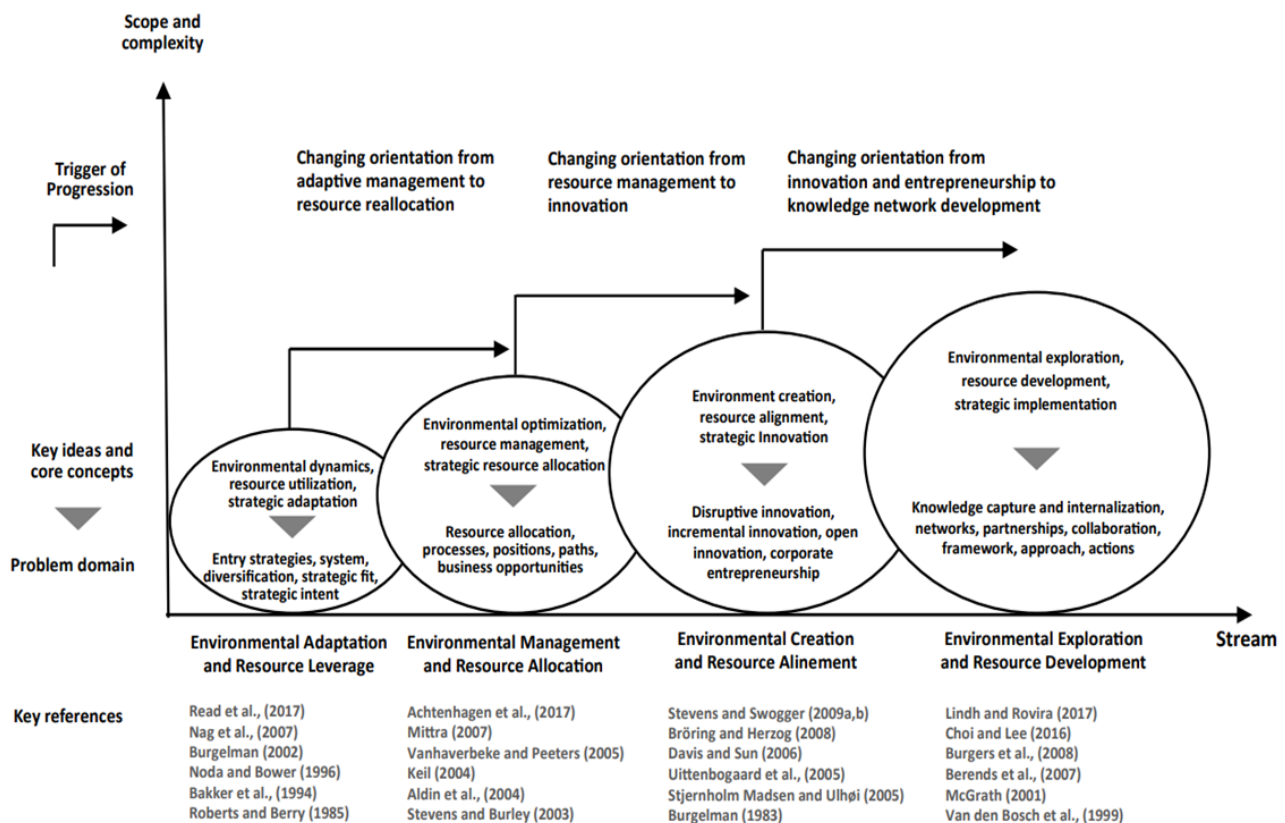 Scope and
complexity
Trigger of
Progression
Changing orientation from
adaptive management to
resource reallocation
Changing orientation from
resource management to
innovation
Changing orientation from
innovation and entrepreneurship to
knowledge network development
Key ideas and
core concepts
Problem domain
Environmental dynamics,
resource utilization,
strategic adaptation
Entry strategies, system,
diversification, strategic fit,
strategic intent
Environmental optimization,
resource management,
strategic resource allocation
Resource allocation,
processes, positions, paths,
business opportunities
Environment creation,
resource alignment,
strategic Innovation
Disruptive innovation,
incremental innovation, open
innovation, corporate
entrepreneurship
Environmental exploration,
resource development,
strategic implementation
Knowledge capture and internalization,
networks, partnerships, collaboration,
framework, approach, actions
Environmental Adaptation
and Resource Leverage
Environmental Management
and Resource Allocation
Environmental Creation
and Resource Alinement
Environmental Exploration
and Resource Development
Stream
Key references
Read et al., (2017)
Nag et al., (2007)
Burgelman (2002)
Noda and Bower (1996)
Bakker et al., (1994)
Roberts and Berry (1985)
Achtenhagen et al., (2017)
Mittra (2007)
Vanhaverbeke and Peeters (2005)
Keil (2004)
Aldin et al., (2004)
Stevens and Burley (2003)
Stevens and Swogger (2009a,b)
Bröring and Herzog (2008)
Davis and Sun (2006)
Uittenbogaard et al., (2005)
Stjernholm Madsen and Ulhøi (2005)
Burgelman (1983)
Lindh and Rovira (2017)
Choi and Lee (2016)
Burgers et al., (2008)
Berends et al., (2007)
McGrath (2001)
Van den Bosch et al., (1999)